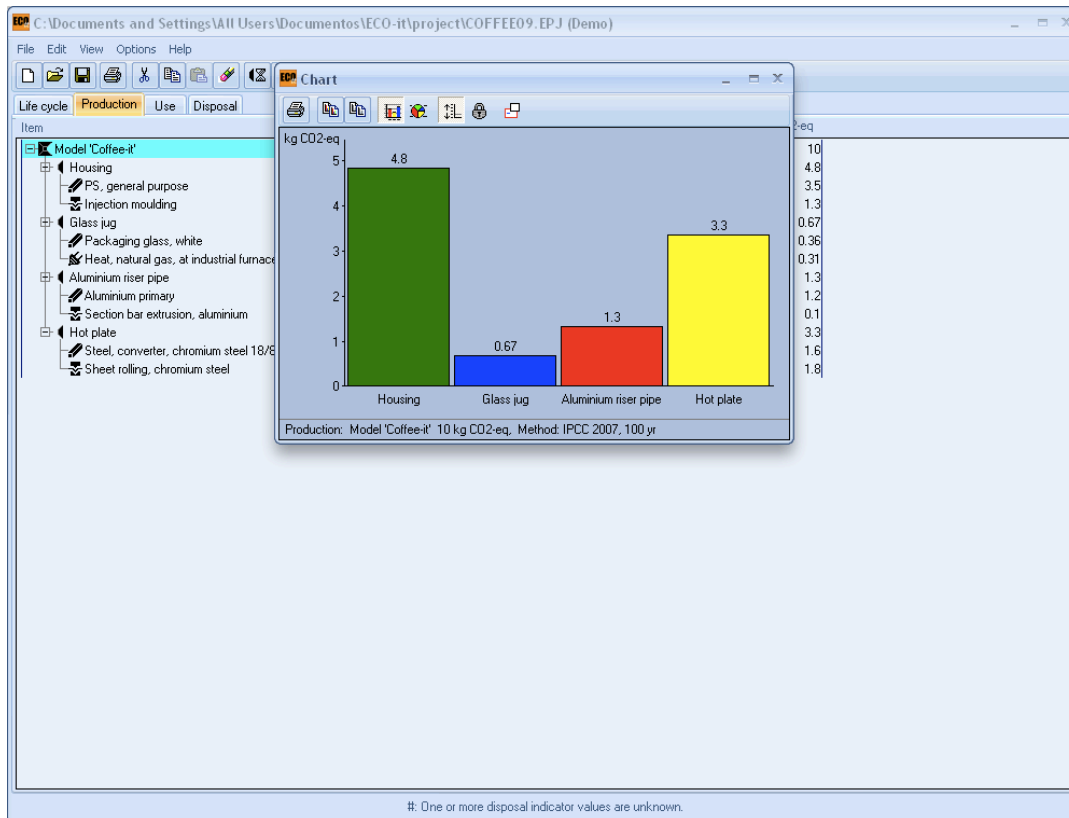 ECO C:\Documents and Settings\All Users\Documentos\ECO-it\project\COFFEE09.EPJ (Demo)
File Edit View Options Help
Life cycle Production Use Disposal
Item 2-eq
Model 'Coffee-it' 10
Housing 4.8
PS, general purpose 3.5
Injection moulding 1.3
Glass jug 0.67
Packaging glass, white 0.36
Heat, natural gas, at industrial furnace 0.31
Aluminium riser pipe 1.3
Aluminium primary 1.2
Section bar extrusion, aluminium 0.1
Hot plate 3.3
Steel, converter, chromium steel 18/8 1.6
Sheet rolling, chromium steel 1.8
ECO Chart
kg CO2-eq
5
4
3
2
1
0
4.8
0.67
1.3
3.3
Housing Glass jug Aluminium riser pipe Hot plate
Production: Model 'Coffee-it' 10 kg CO2-eq, Method: IPCC 2007, 100 yr
#: One or more disposal indicator values are unknown.